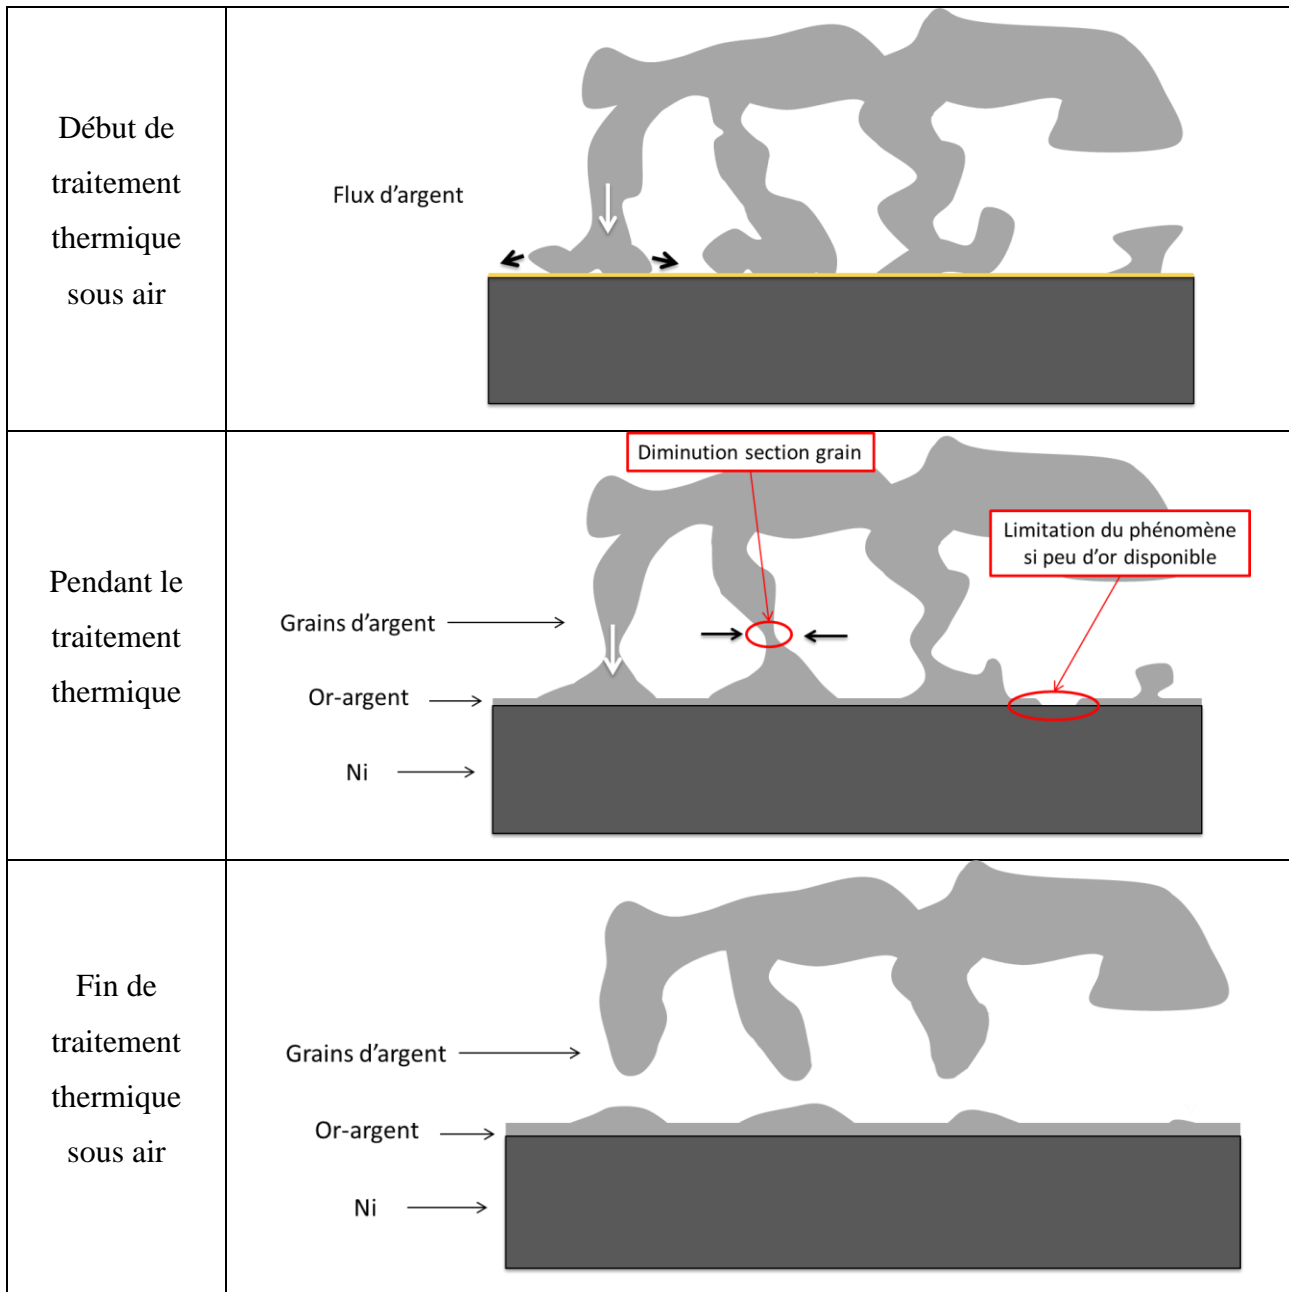 Début de
traitement
thermique
sous air
Flux d’argent
Pendant le
traitement
thermique
Diminution section grain
Limitation du phénomène
si peu d’or disponible
Grains d’argent
Or-argent
Ni
Fin de
traitement
thermique
sous air
Grains d’argent
Or-argent
Ni